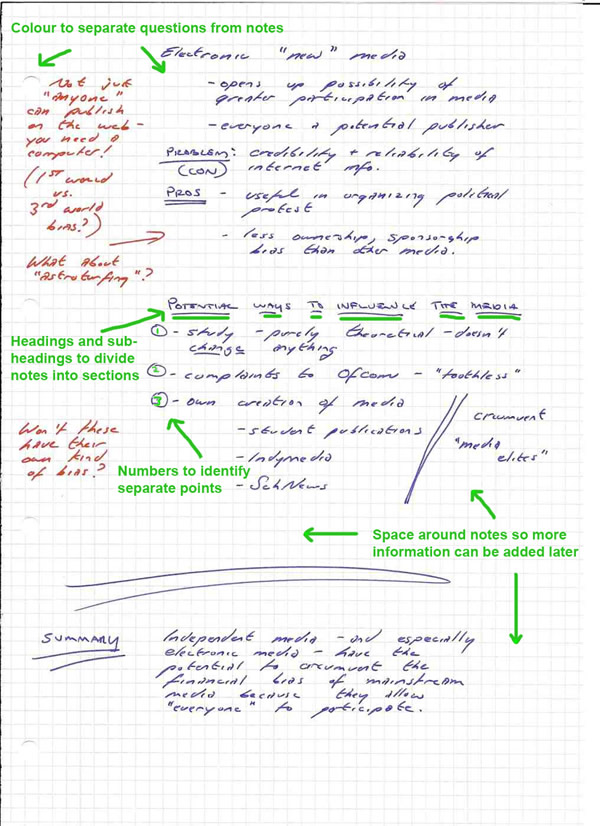 Colour to separate questions from notes
Electronic "new" media
Not just
"anyone"
can publish
on the web -
you need a
computer!
(1ST world
vs.
3rd world
bias?)
What about
"Astroturfing"?
- opens up possibility of
greater participation in media
- everyone a potential publisher
PROBLEM: credibility + reliability of
(CON) internet info.
PROS - useful in organizing political
protest
- less ownership, sponsorship
bias than other media.
POTENTIAL WAYS TO INFLUENCE THE MEDIA
1 - study - purely theoretical - doesn't
change anything
2 - complaints to Ofcom - "toothless"
3 - own creation of media
- student publications
- Indymedia
- SchNews
circumvent
"media
elites"
Headings and sub-
headings to divide
notes into sections
Won't these
have their
own kind
of bias?
Numbers to identify
separate points
Space around notes so more
information can be added later
SUMMARY
Independent media - and especially
electronic media - have the
potential to circumvent the
financial bias of mainstream
media because they allow
"everyone" to participate.